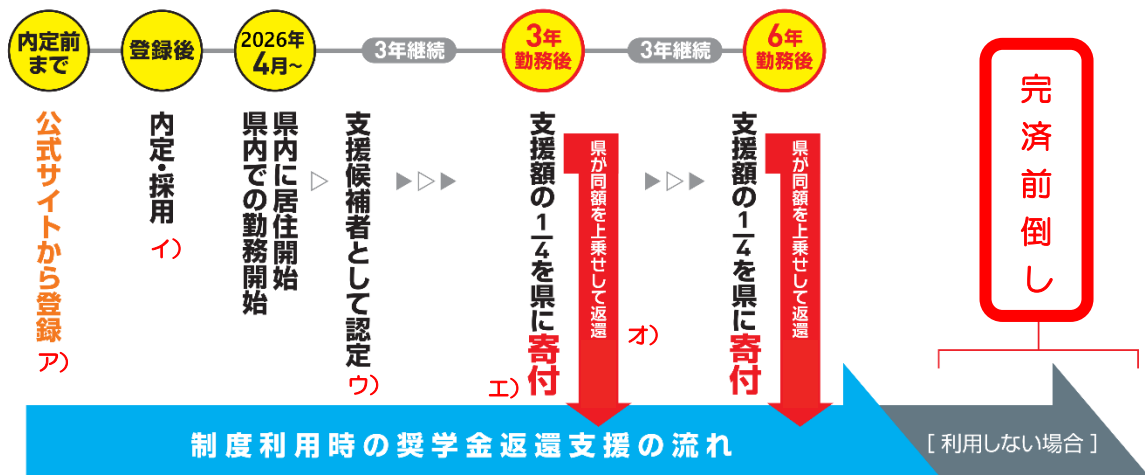 内定前
まで
登録後
2026年
4月~
3年継続
3年
勤務後
3年継続
6年
勤務後
公式サイトから登録
ア)
内定・採用
イ)
県内に居住開始
県内での勤務開始
支援候補者として認定
ウ)
支援額の1/4を県に寄付
エ)
県が同額を上乗せして返還
オ)
支援額の1/4を県に寄付
県が同額を上乗せして返還
完済前倒し
制度利用時の奨学金返還支援の流れ
[利用しない場合]